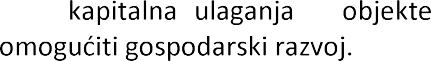 kapitalna ulaganja objekte
omogućiti gospodarski razvoj.